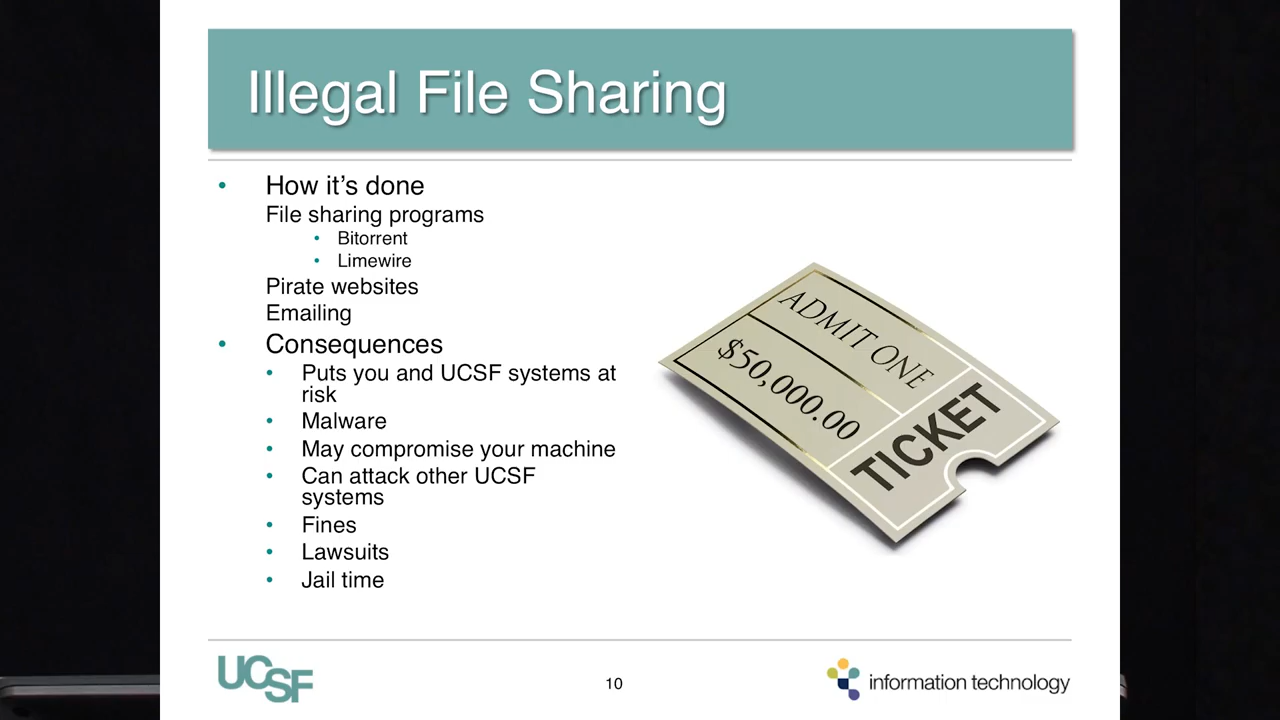 Illegal File Sharing
• How it’s done
File sharing programs
• Bitorrent
• Limewire
Pirate websites
Emailing
• Consequences
• Puts you and UCSF systems at
risk
• Malware
• May compromise your machine
• Can attack other UCSF
systems
• Fines
• Lawsuits
• Jail time
ADMIT ONE
$50,000.00
TICKET
UCSF
10
information technology